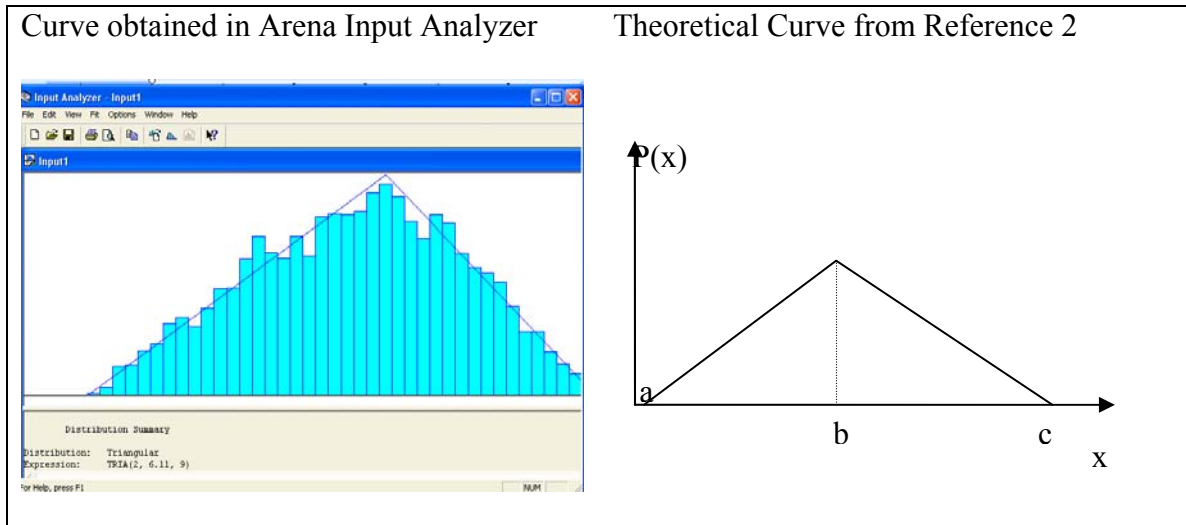 Curve obtained in Arena Input Analyzer
Theoretical Curve from Reference 2
Input Analyzer - Input1
File Edit View Fit Options Window Help
Input1
Distribution Summary
Distribution: Triangular
Expression: TRIA(2, 6.11, 9)
For Help, press F1
NUM
P(x)
a
b
c
x